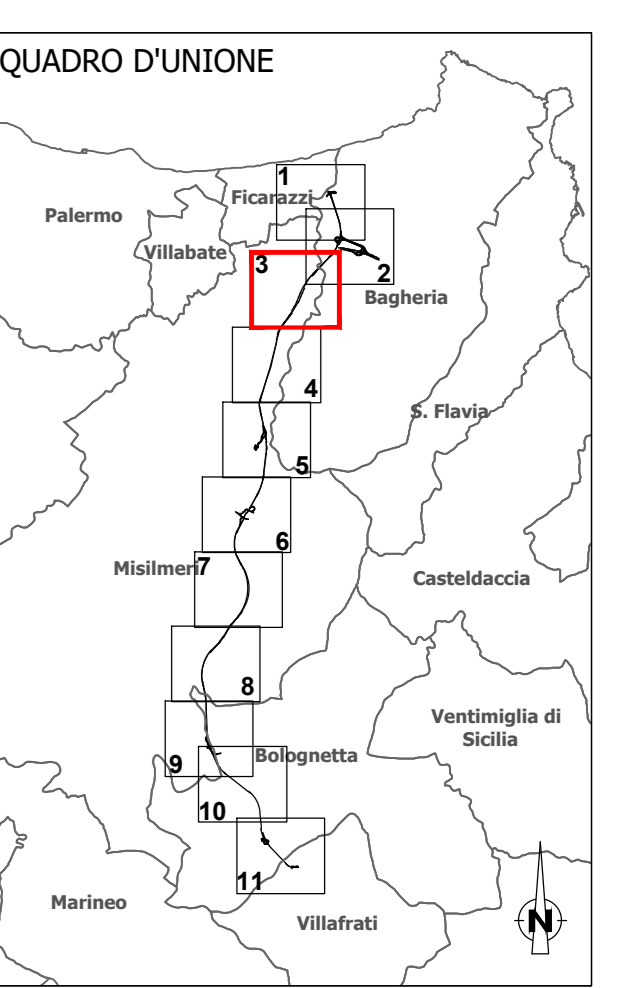 QUADRO D'UNIONE
1
Ficarazzi
Palermo
Villabate
3
2
Bagheria
4
S. Flavia
5
6
Misilmeri
7
Casteldaccia
8
Ventimiglia di
Sicilia
Bolognetta
9
10
11
Marineo
Villafrati
N